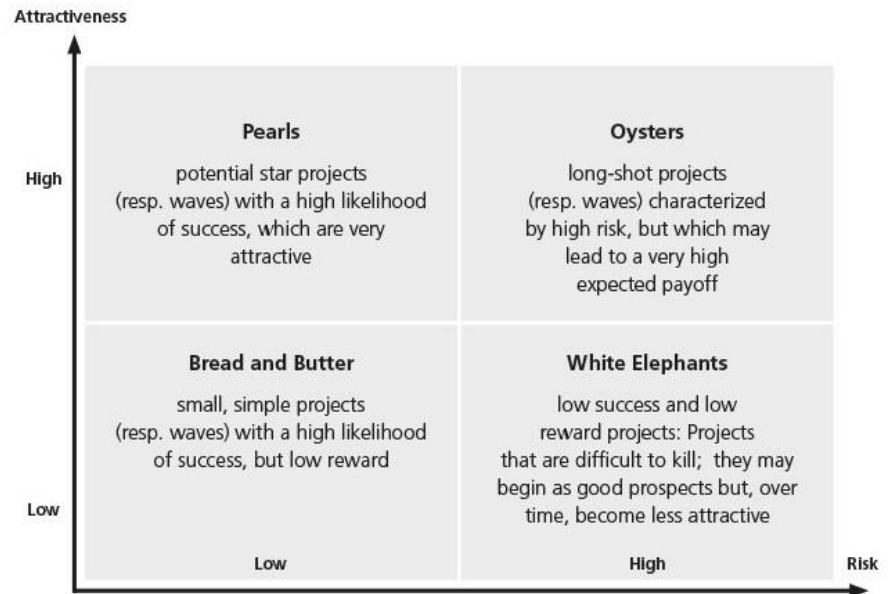 Attractiveness
High
Pearls
potential star projects
(resp. waves) with a high likelihood
of success, which are very
attractive
Oysters
long-shot projects
(resp. waves) characterized
by high risk, but which may
lead to a very high
expected payoff
Low
Bread and Butter
small, simple projects
(resp. waves) with a high likelihood
of success, but low reward
White Elephants
low success and low
reward projects: Projects
that are difficult to kill; they may
begin as good prospects but, over
time, become less attractive
Low
High
Risk